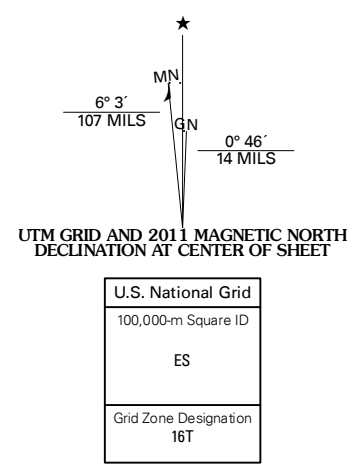 ★
MN
6° 3´
107 MILS
GN
0° 46´
14 MILS
UTM GRID AND 2011 MAGNETIC NORTH
DECLINATION AT CENTER OF SHEET
U.S. National Grid
100,000-m Square ID
ES
Grid Zone Designation
16T